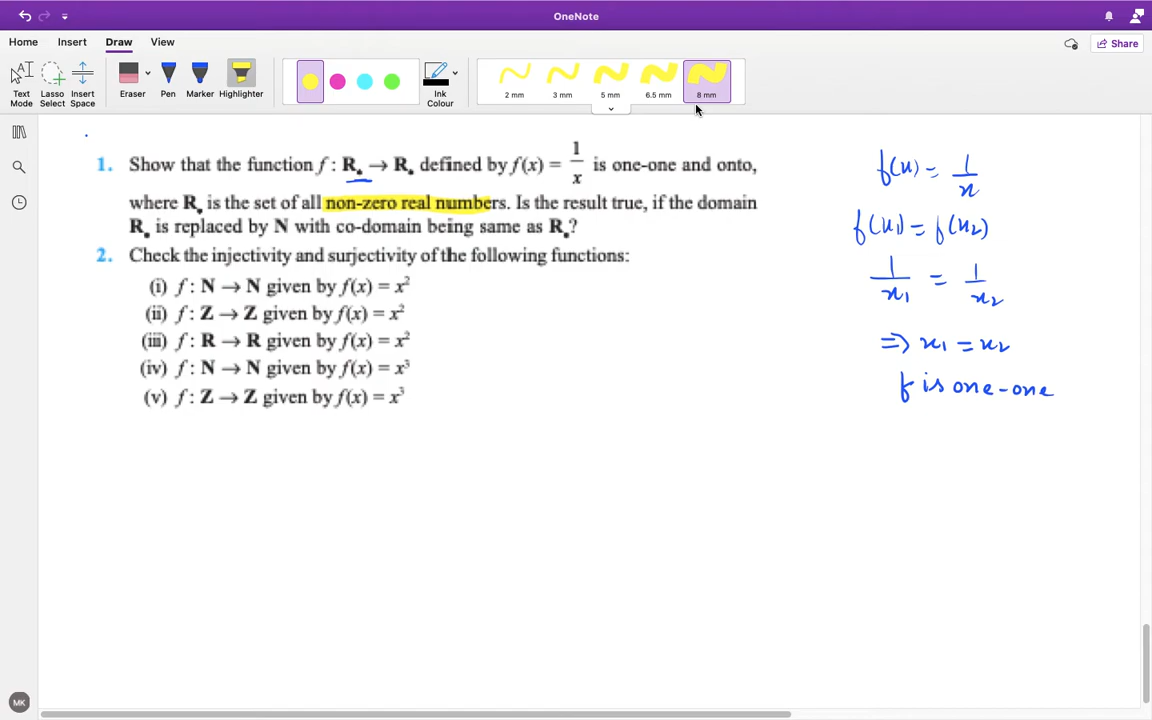 OneNote
Home Insert Draw View
Share
Text Mode
Lasso Select
Insert Space
Eraser
Pen
Marker
Highlighter
Ink Colour
2 mm
3 mm
5 mm
6.5 mm
8 mm
1. Show that the function f : R* → R* defined by f(x) = 1/x is one-one and onto,
where R* is the set of all non-zero real numbers. Is the result true, if the domain
R* is replaced by N with co-domain being same as R*?
2. Check the injectivity and surjectivity of the following functions:
(i) f : N → N given by f(x) = x²
(ii) f : Z → Z given by f(x) = x²
(iii) f : R → R given by f(x) = x²
(iv) f : N → N given by f(x) = x³
(v) f : Z → Z given by f(x) = x³
f(x) = 1/x
f(x1) = f(x2)
1/x1 = 1/x2
⇒ x1 = x2
f is one-one
MK